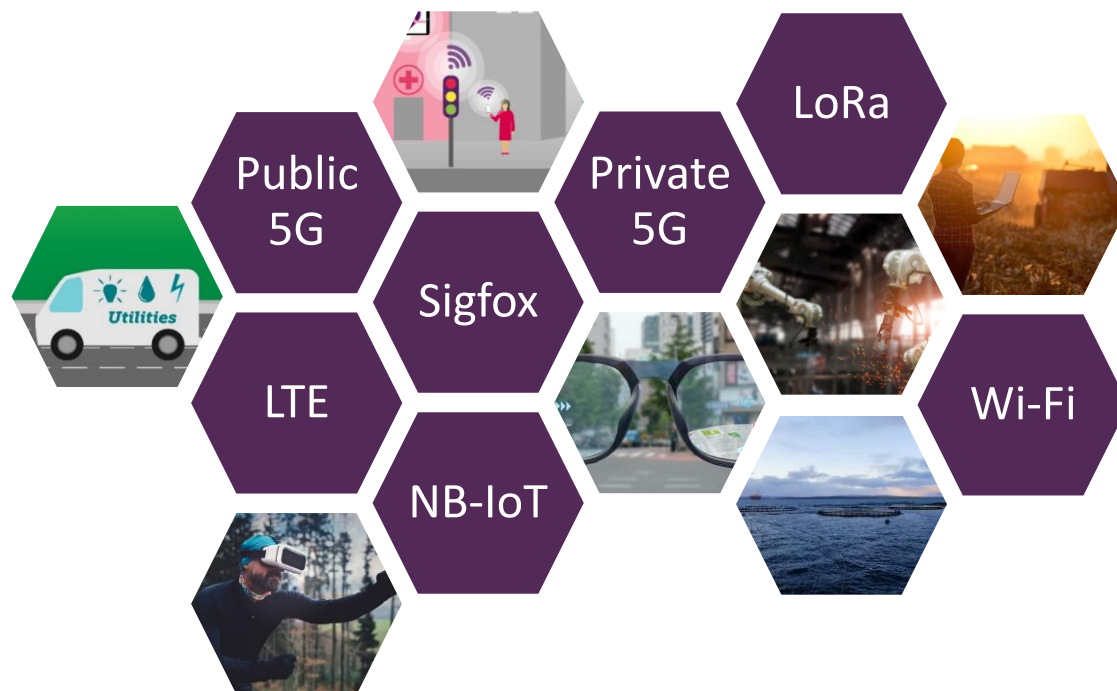 LoRa
Public
5G
Private
5G
Sigfox
Utilities
LTE
Wi-Fi
NB-IoT